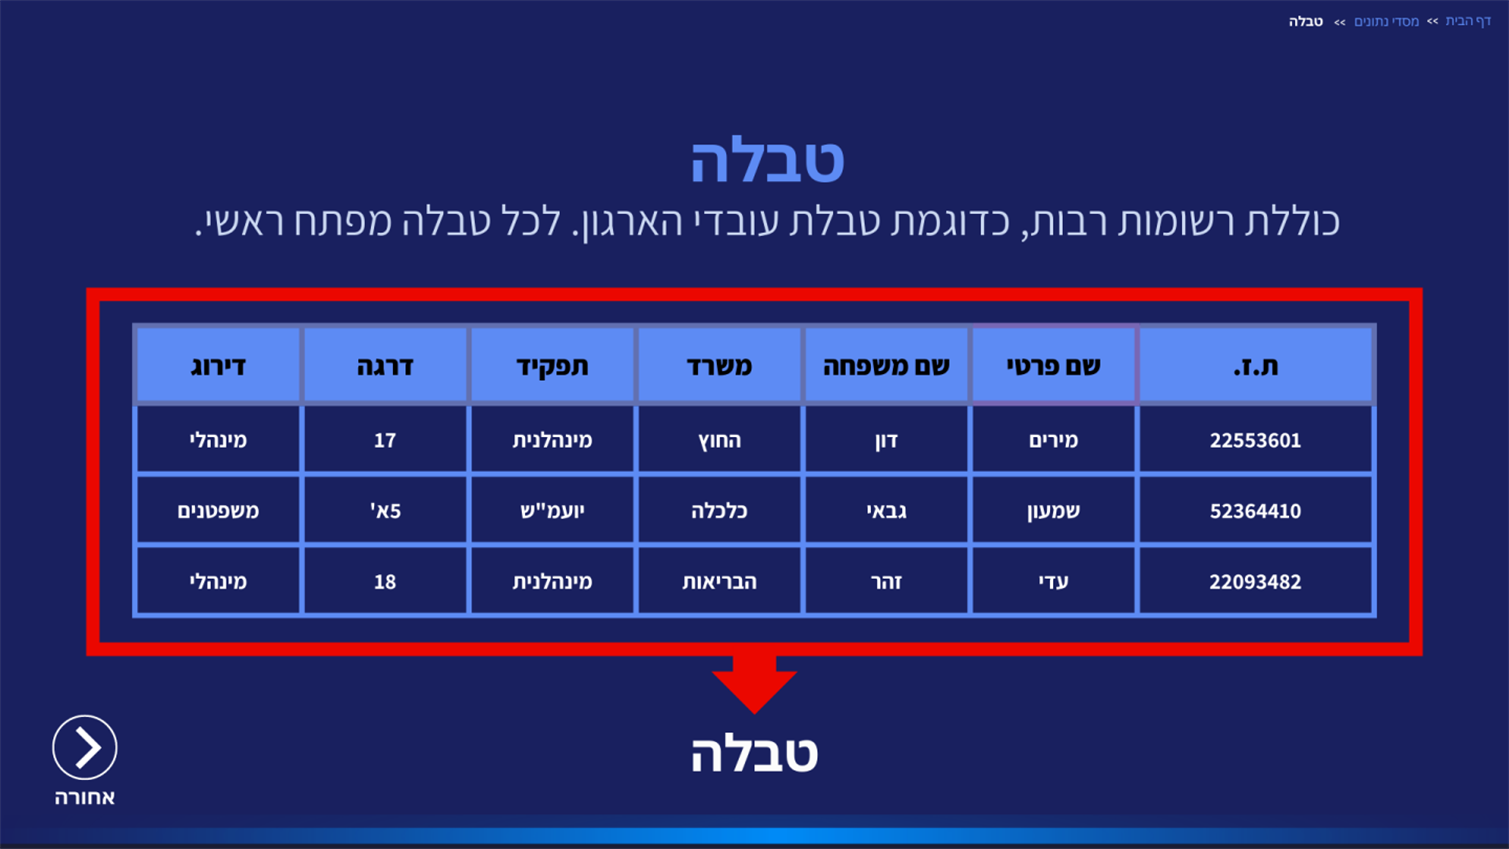 דף הבית >> מסדי נתונים >> טבלה
טבלה
כוללת רשומות רבות, כדוגמת טבלת עובדי הארגון. לכל טבלה מפתח ראשי.
ת.ז. שם פרטי שם משפחה משרד תפקיד דרגה דירוג
22553601 מירים דון החוץ מינהלנית 17 מינהלי
52364410 שמעון גבאי כלכלה יועמ"ש 5א' משפטנים
22093482 עדי זהר הבריאות מינהלנית 18 מינהלי
טבלה
אחורה